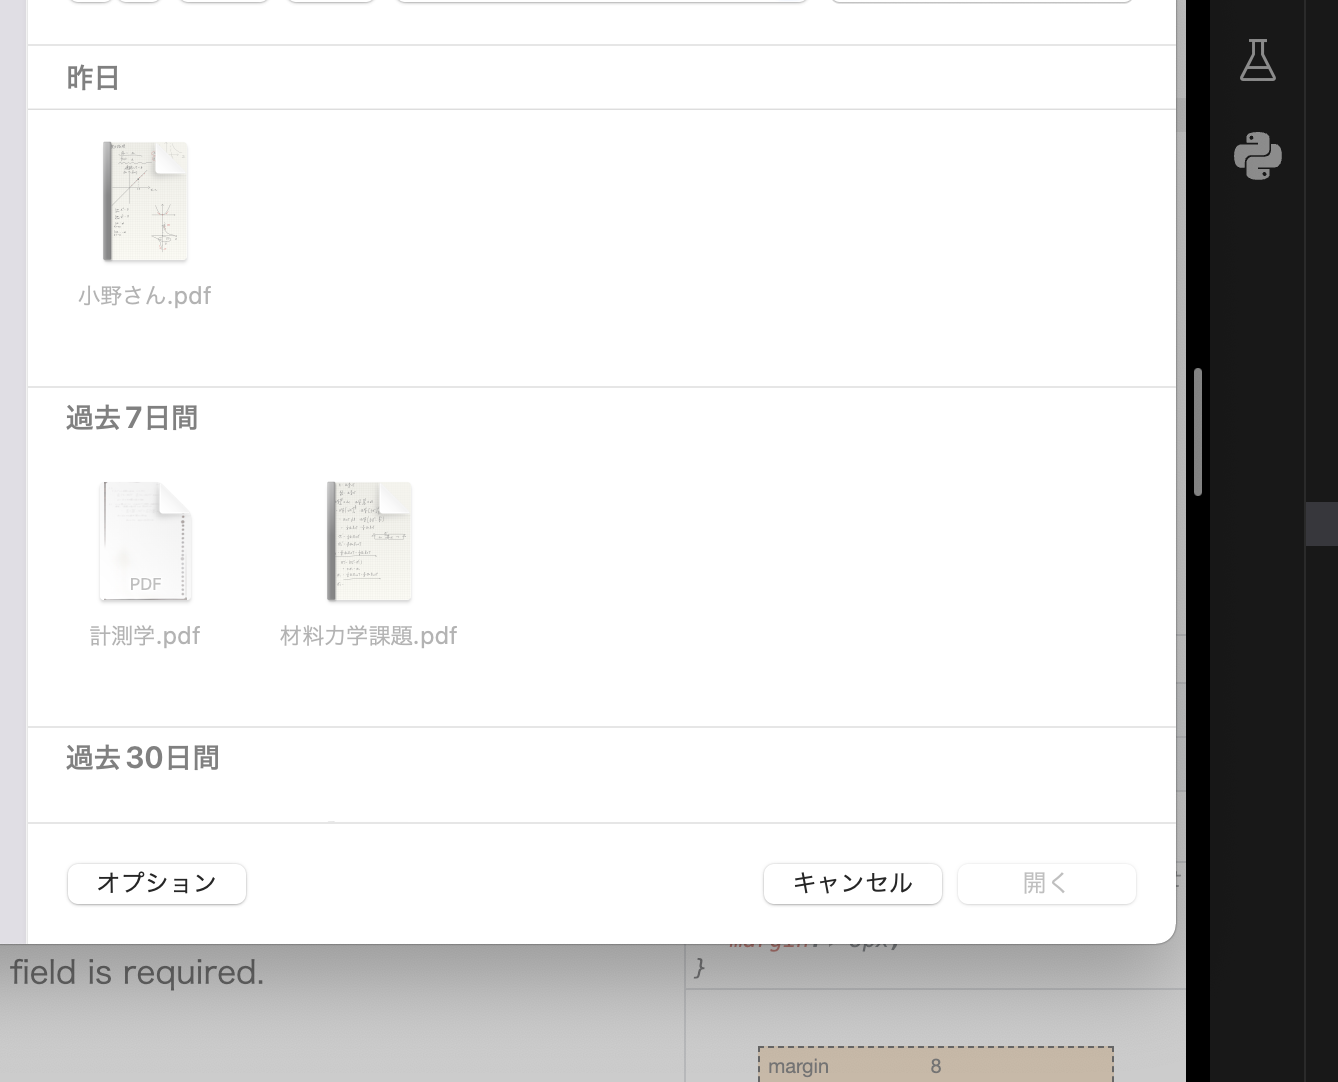 昨日
小野さん.pdf
過去7日間
PDF
計測学.pdf
材料力学課題.pdf
過去30日間
オプション
キャンセル
開く
field is required.
}
margin
8